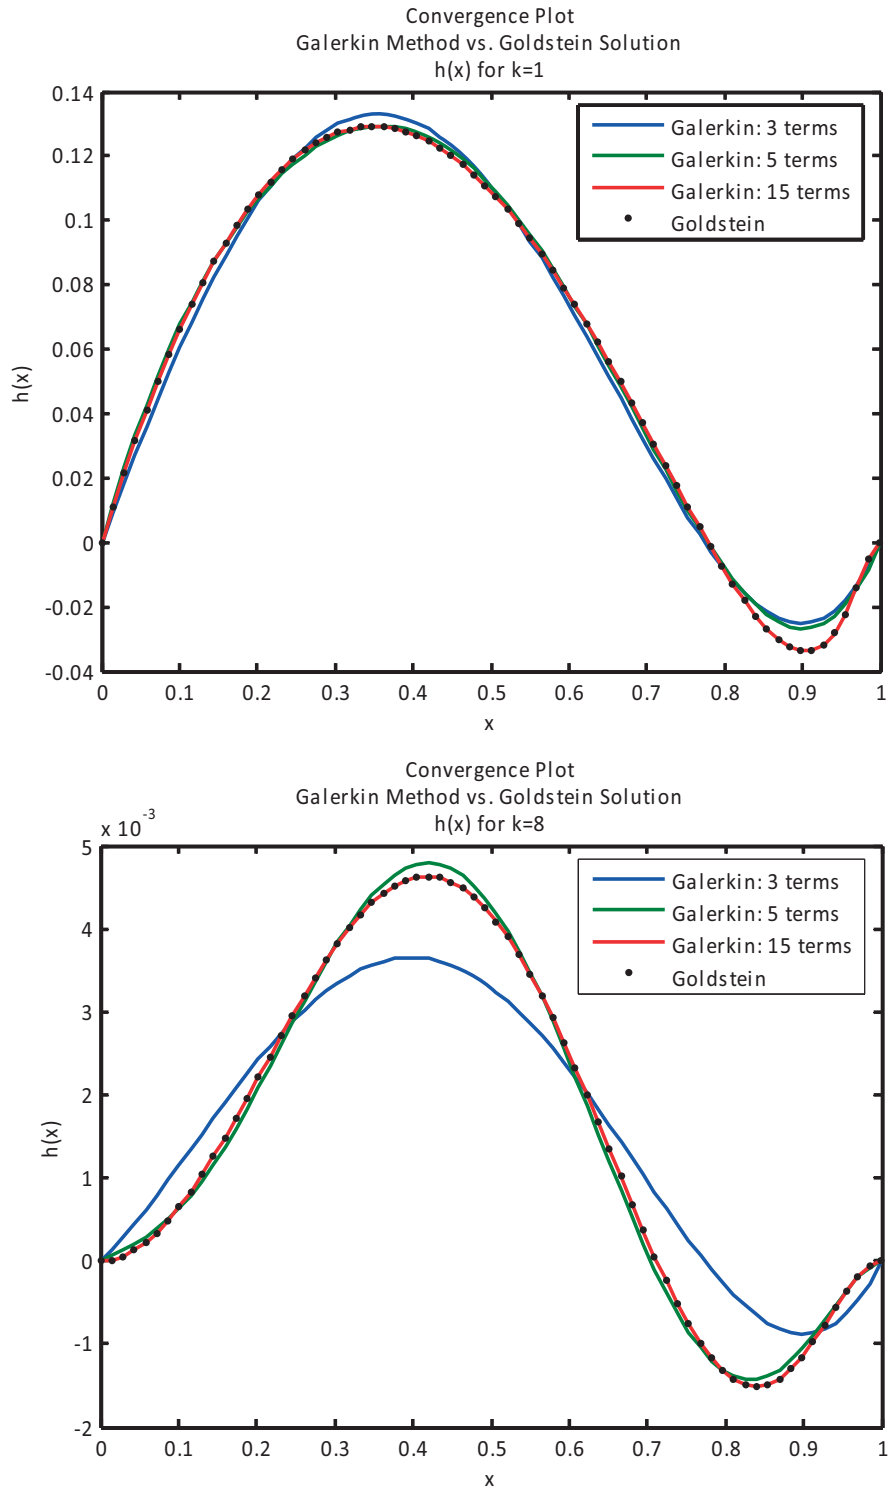 Convergence Plot
Galerkin Method vs. Goldstein Solution
h(x) for k=1
0.14
0.12
0.1
0.08
0.06
0.04
0.02
0
-0.02
-0.04
h(x)
Galerkin: 3 terms
Galerkin: 5 terms
Galerkin: 15 terms
Goldstein
0 0.1 0.2 0.3 0.4 0.5 0.6 0.7 0.8 0.9 1
x
Convergence Plot
Galerkin Method vs. Goldstein Solution
h(x) for k=8
x 10⁻³
5
4
3
2
1
0
-1
-2
h(x)
Galerkin: 3 terms
Galerkin: 5 terms
Galerkin: 15 terms
Goldstein
0 0.1 0.2 0.3 0.4 0.5 0.6 0.7 0.8 0.9 1
x